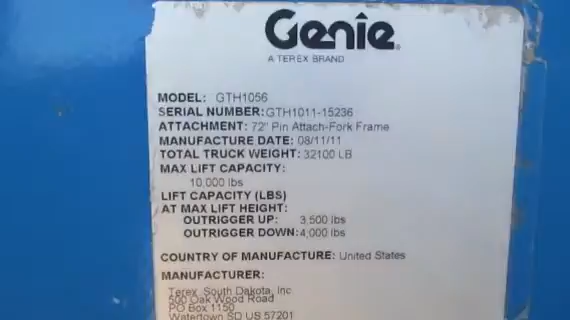 Genie®
A TEREX BRAND
MODEL: GTH1056
SERIAL NUMBER: GTH1011-15236
ATTACHMENT: 72" Pin Attach-Fork Frame
MANUFACTURE DATE: 08/11/11
TOTAL TRUCK WEIGHT: 32100 LB
MAX LIFT CAPACITY:
10,000 lbs
LIFT CAPACITY (LBS)
AT MAX LIFT HEIGHT:
OUTRIGGER UP: 3,500 lbs
OUTRIGGER DOWN: 4,000 lbs
COUNTRY OF MANUFACTURE: United States
MANUFACTURER:
Terex South Dakota, Inc
500 Oak Wood Road
PO Box 1150
Watertown SD US 57201